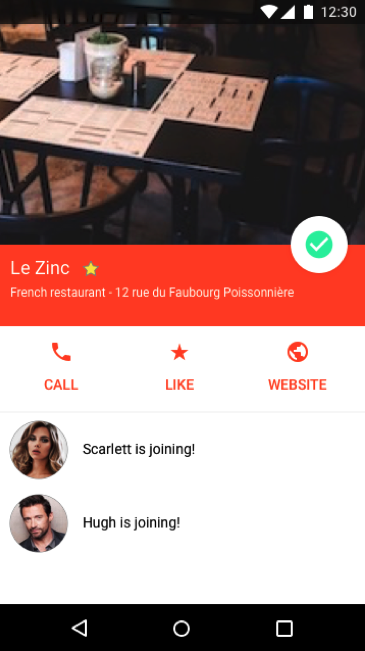 12:30
Le Zinc
French restaurant - 12 rue du Faubourg Poissonnière
CALL
LIKE
WEBSITE
Scarlett is joining!
Hugh is joining!